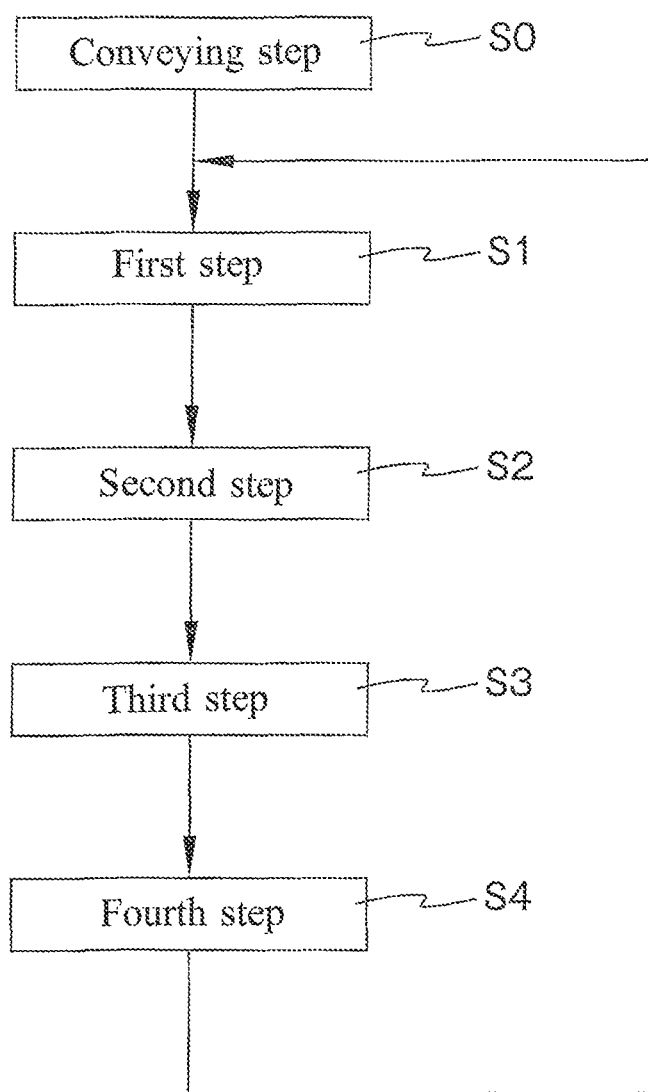 Conveying step S0
First step S1
Second step S2
Third step S3
Fourth step S4